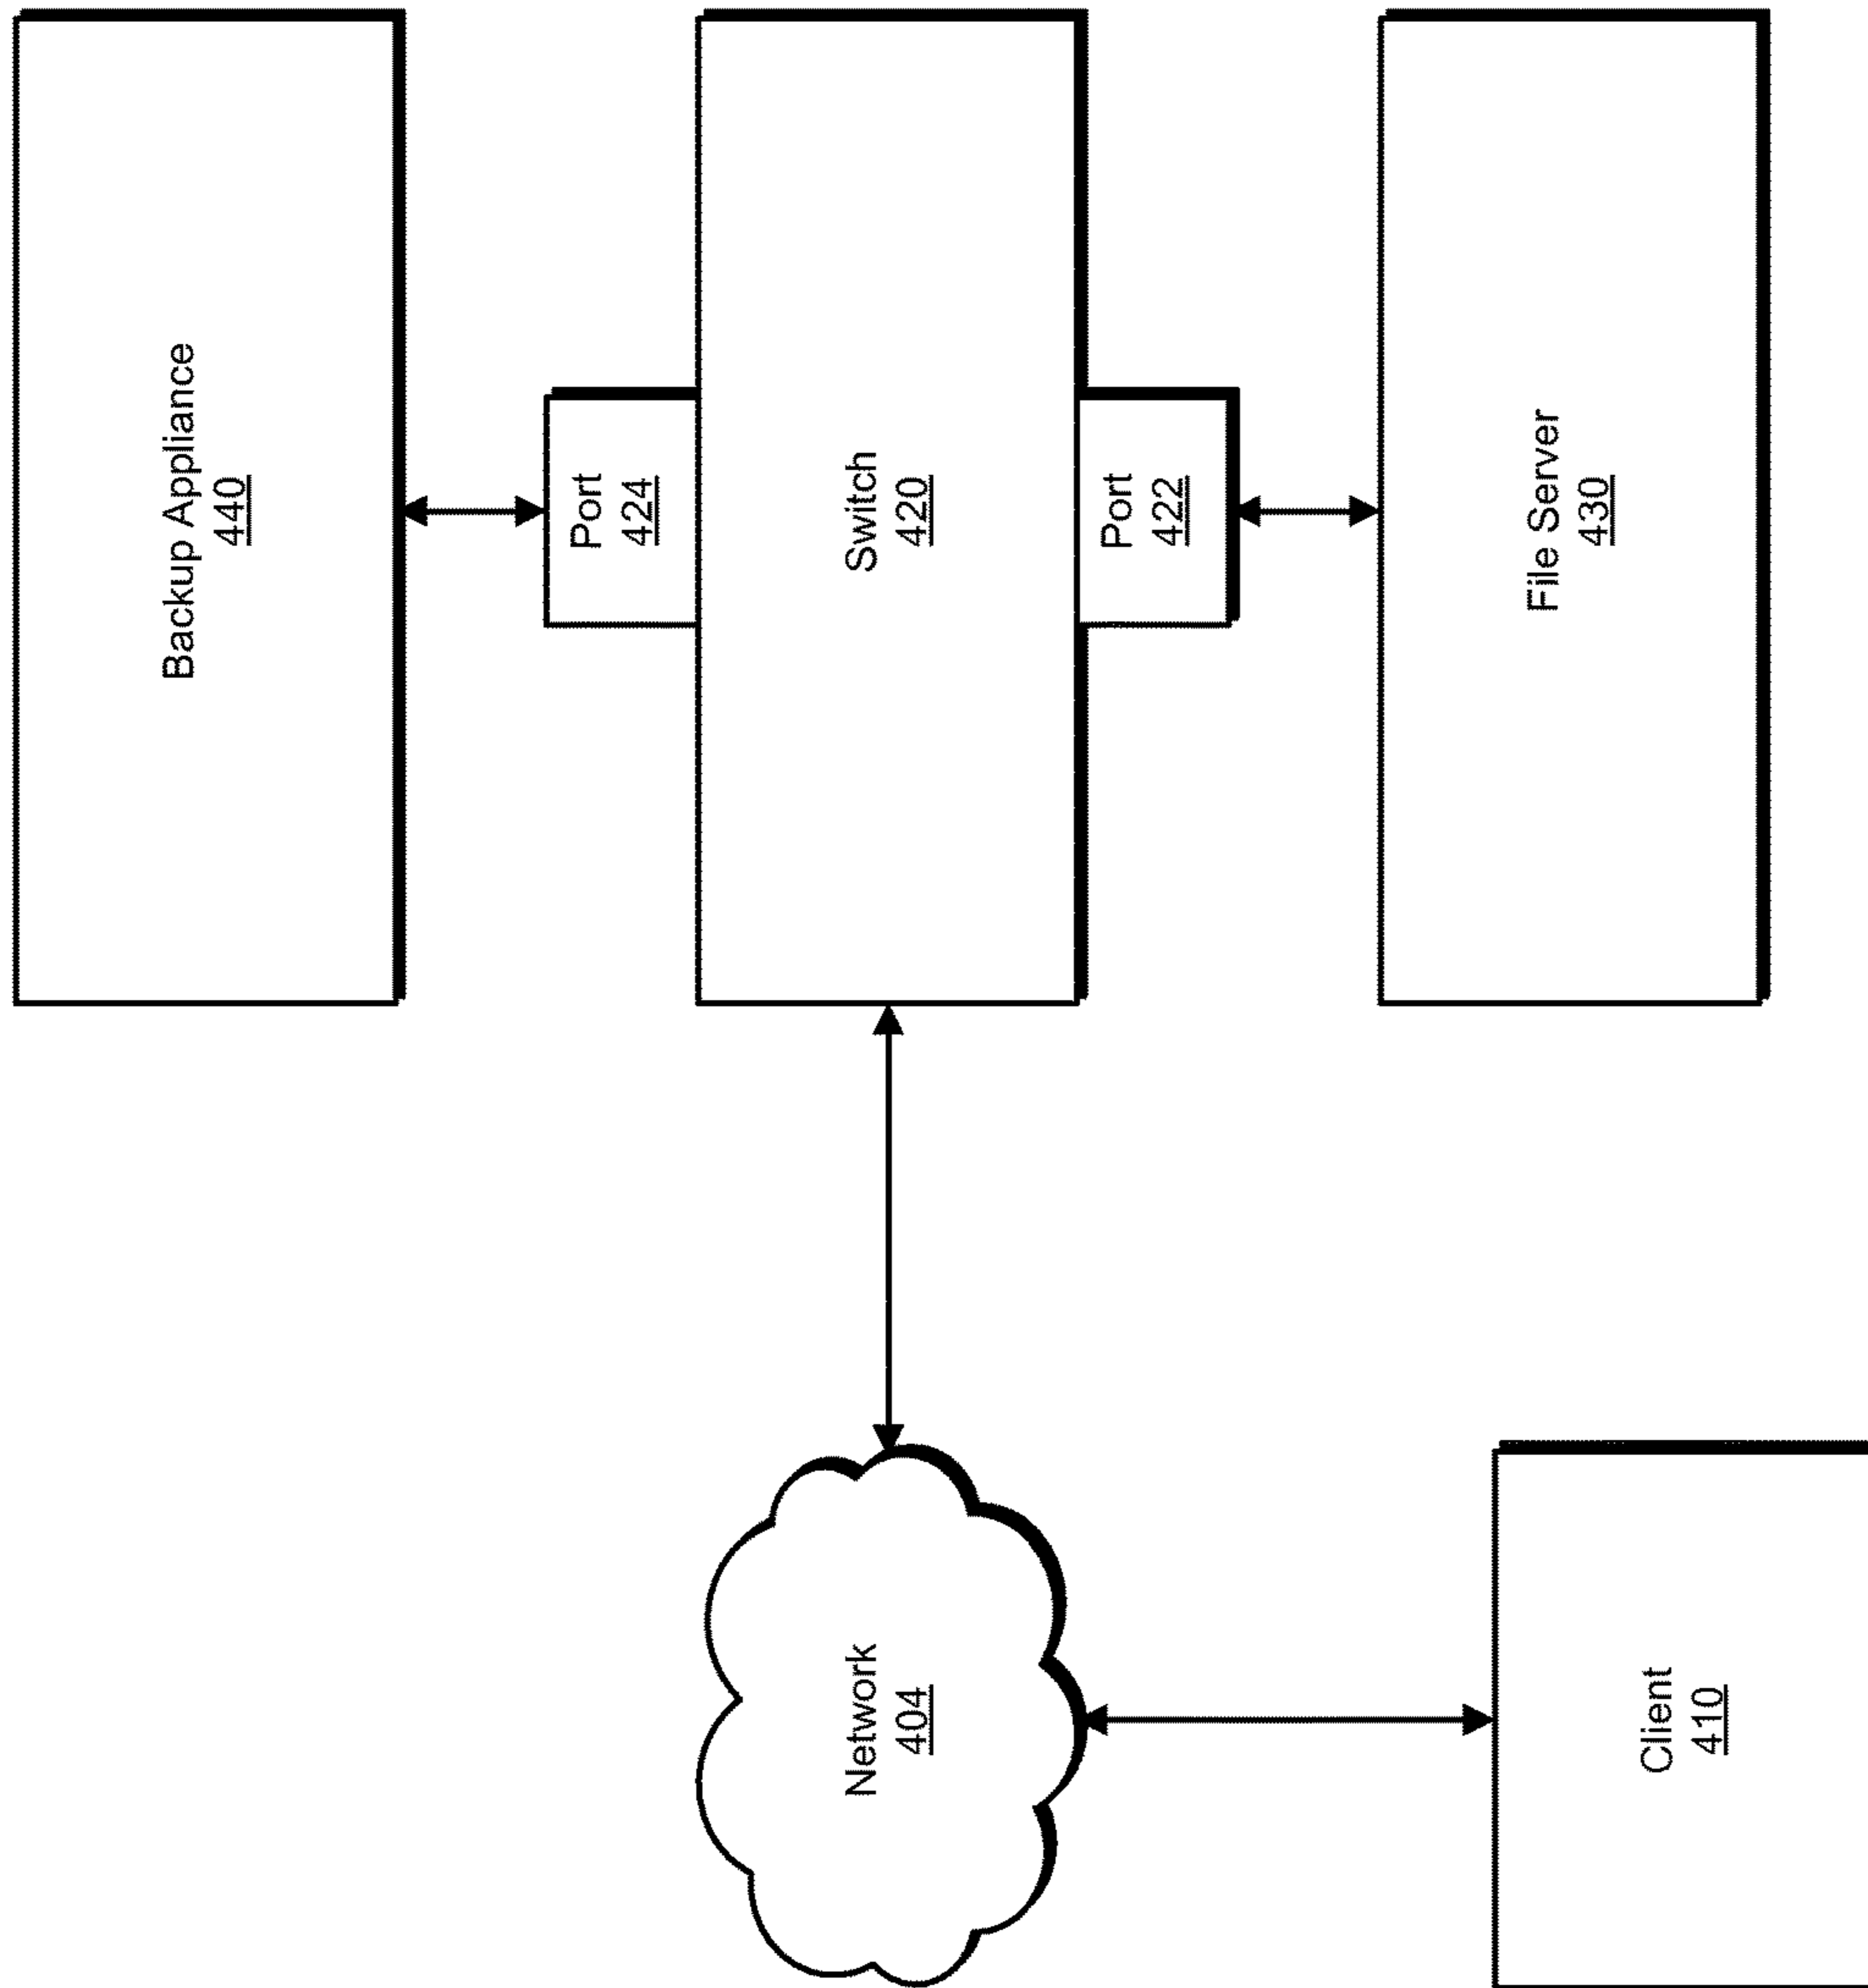 Backup Appliance
440
Port
424
Switch
420
Port
422
File Server
430
Network
404
Client
410